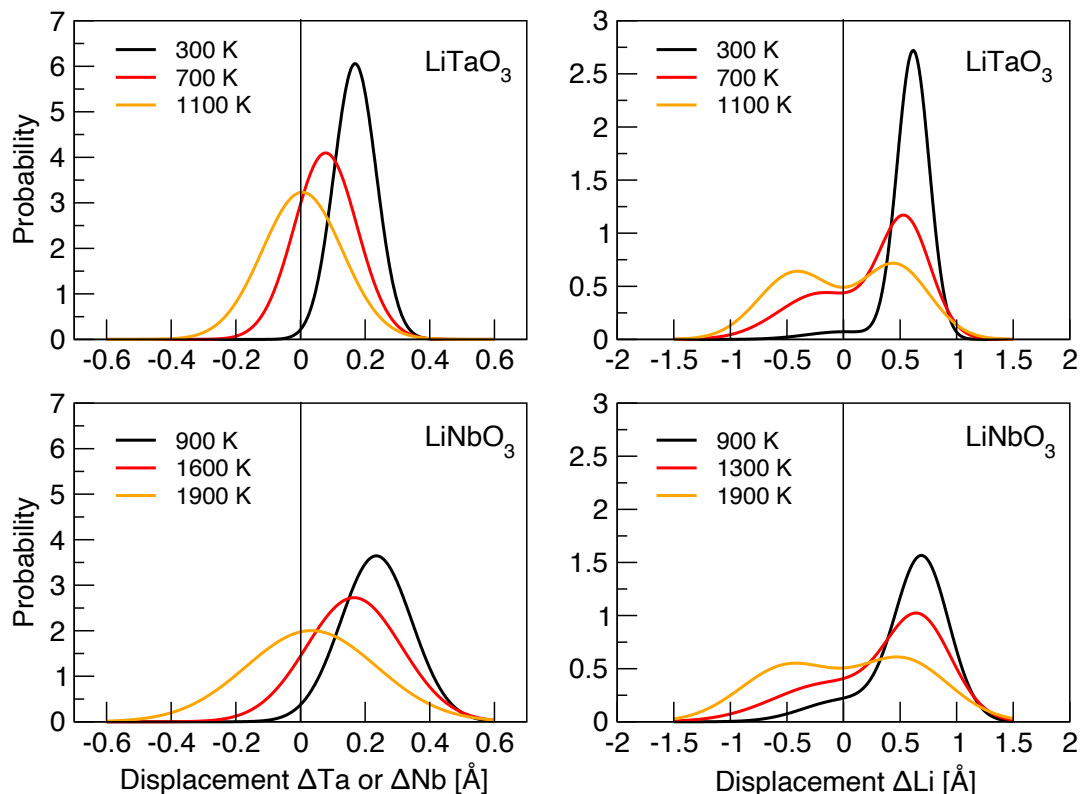 7
6
5
4
3
2
1
0
Probability
300 K
700 K
1100 K
LiTaO3
-0.6 -0.4 -0.2 0 0.2 0.4 0.6
3
2.5
2
1.5
1
0.5
0
300 K
700 K
1100 K
LiTaO3
-2 -1.5 -1 -0.5 0 0.5 1 1.5 2
7
6
5
4
3
2
1
0
Probability
900 K
1600 K
1900 K
LiNbO3
-0.6 -0.4 -0.2 0 0.2 0.4 0.6
Displacement ΔTa or ΔNb [Å]
3
2.5
2
1.5
1
0.5
0
900 K
1300 K
1900 K
LiNbO3
-2 -1.5 -1 -0.5 0 0.5 1 1.5 2
Displacement ΔLi [Å]